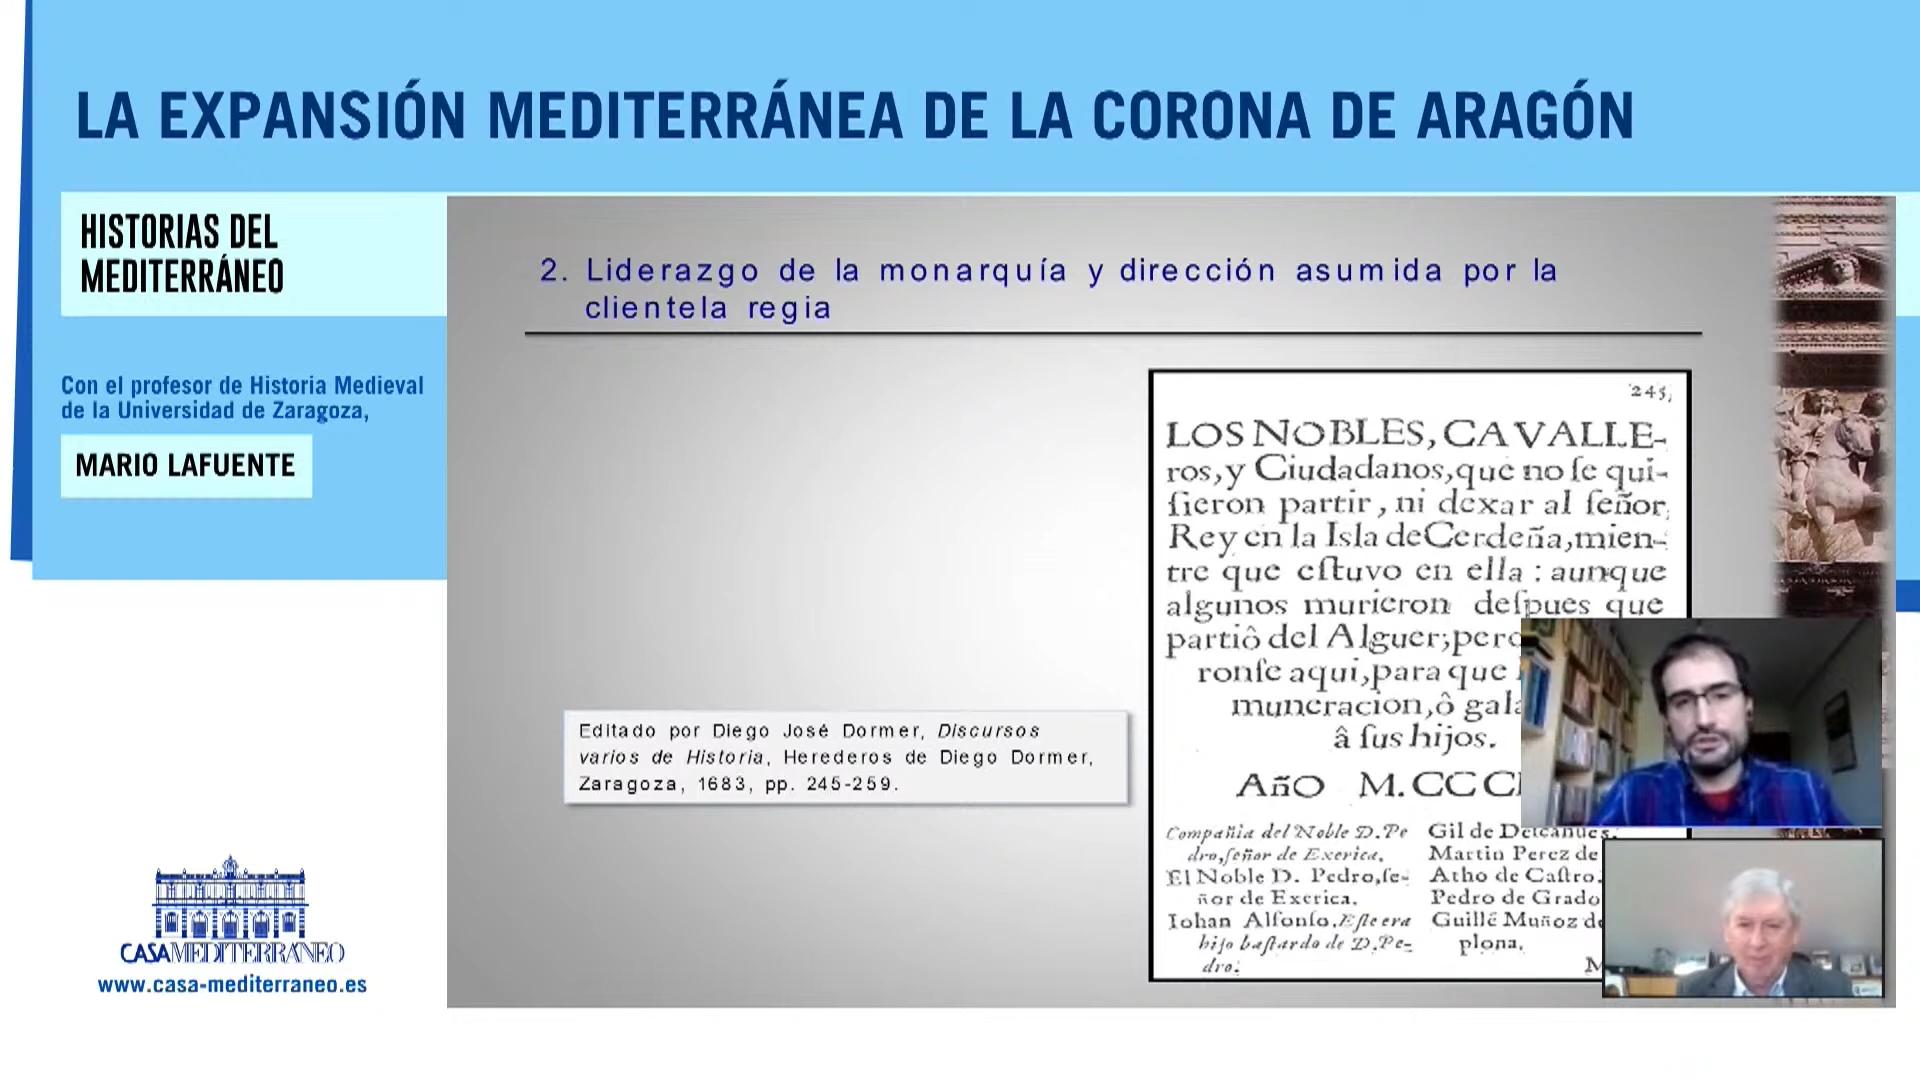 LA EXPANSIÓN MEDITERRÁNEA DE LA CORONA DE ARAGÓN
HISTORIAS DEL
MEDITERRÁNEO
Con el profesor de Historia Medieval
de la Universidad de Zaragoza,
MARIO LAFUENTE
CASAMEDITERRÁNEO
www.casa-mediterraneo.es
2. Liderazgo de la monarquía y dirección asumida por la
clientela regia
Editado por Diego José Dormer, Discursos
varios de Historia, Herederos de Diego Dormer,
Zaragoza, 1683, pp. 245-259.
245
LOS NOBLES, CAVALLE-
ros, y Ciudadanos, que no ſe qui-
ſieron partir, ni dexar al ſeñor
Rey en la Isla de Cerdeña, mien-
tre que eſtuvo en ella : aunque
algunos murieron deſpues que
partiô del Alguer; pero
ronſe aqui, para que
muneracion, ô gala
â ſus hijos.
Año M.CCC
Compañia del Noble D. Pe
dro, ſeñor de Exerica.
El Noble D. Pedro, ſe-
ñor de Exerica.
Iohan Alfonſo. Eſte era
hijo baſtardo de D. Pe-
dro.
Gil de
Martin Perez de
Atho de Caſtro.
Pedro de Grado
Guillē Muñoz de
plona.
M